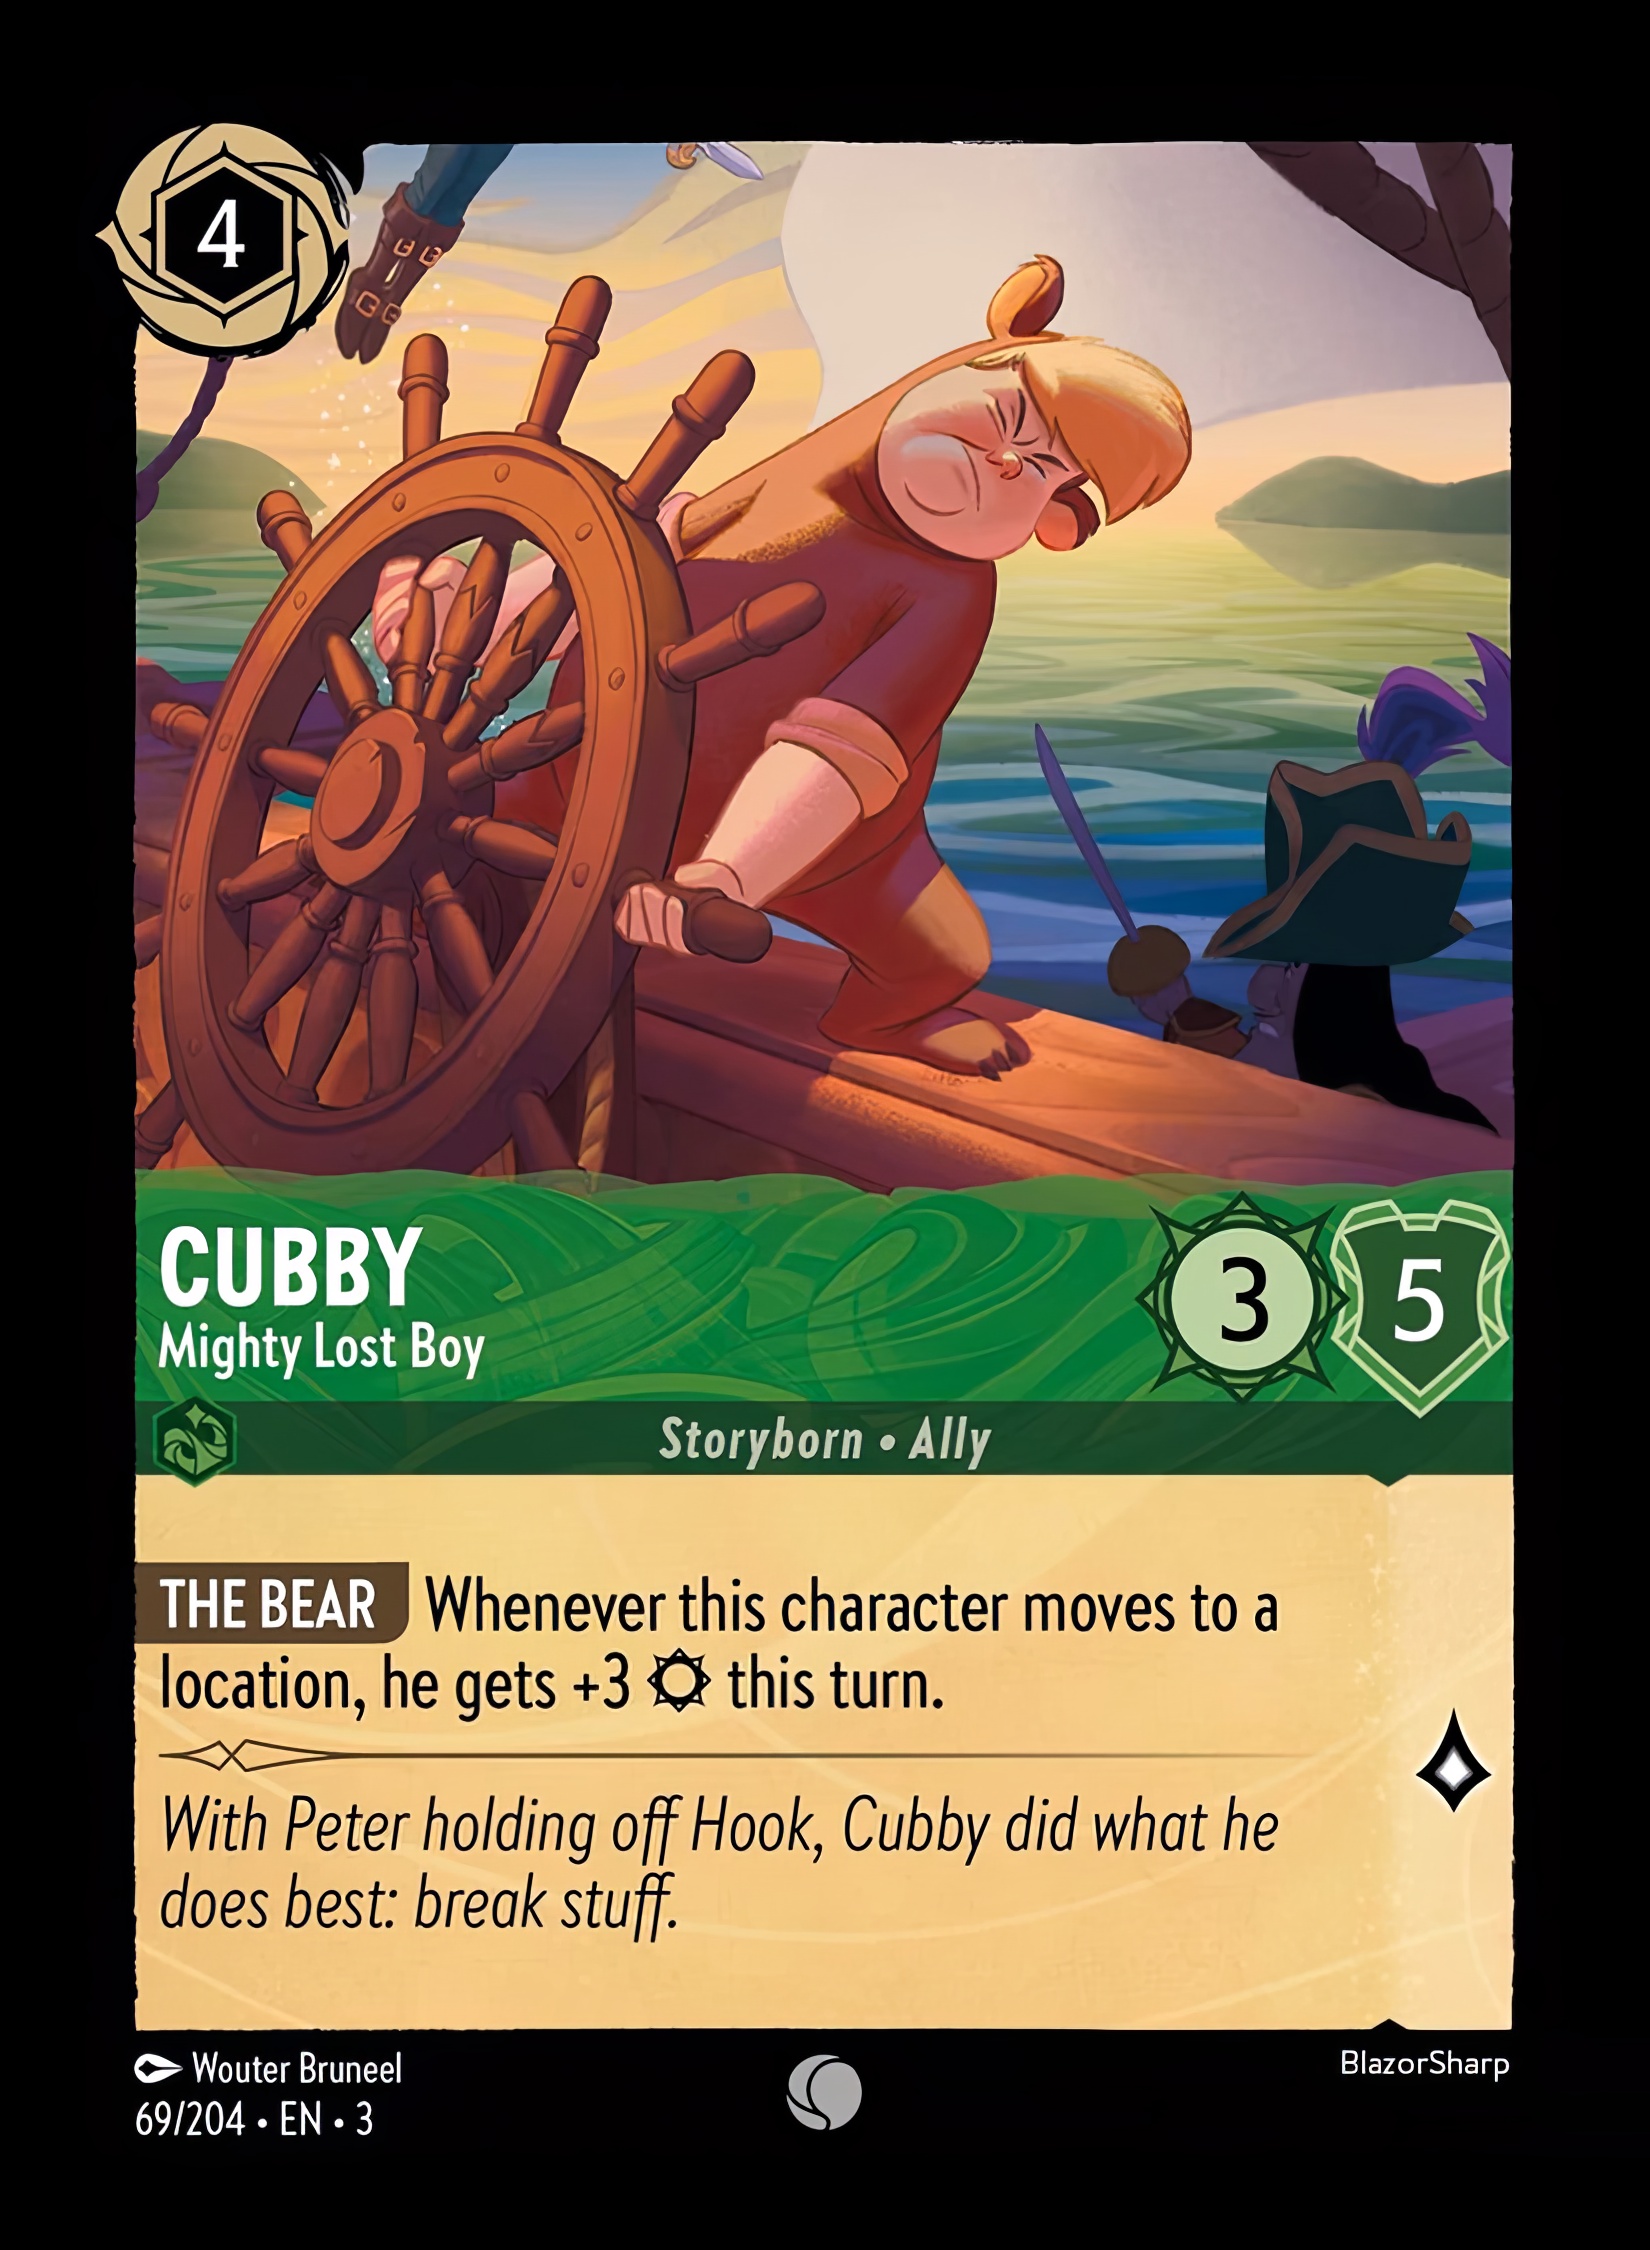 4
CUBBY
Mighty Lost Boy
3 5
Storyborn • Ally
THE BEAR Whenever this character moves to a
location, he gets +3 this turn.
With Peter holding off Hook, Cubby did what he
does best: break stuff.
Wouter Bruneel
BlazorSharp
69/204 • EN • 3